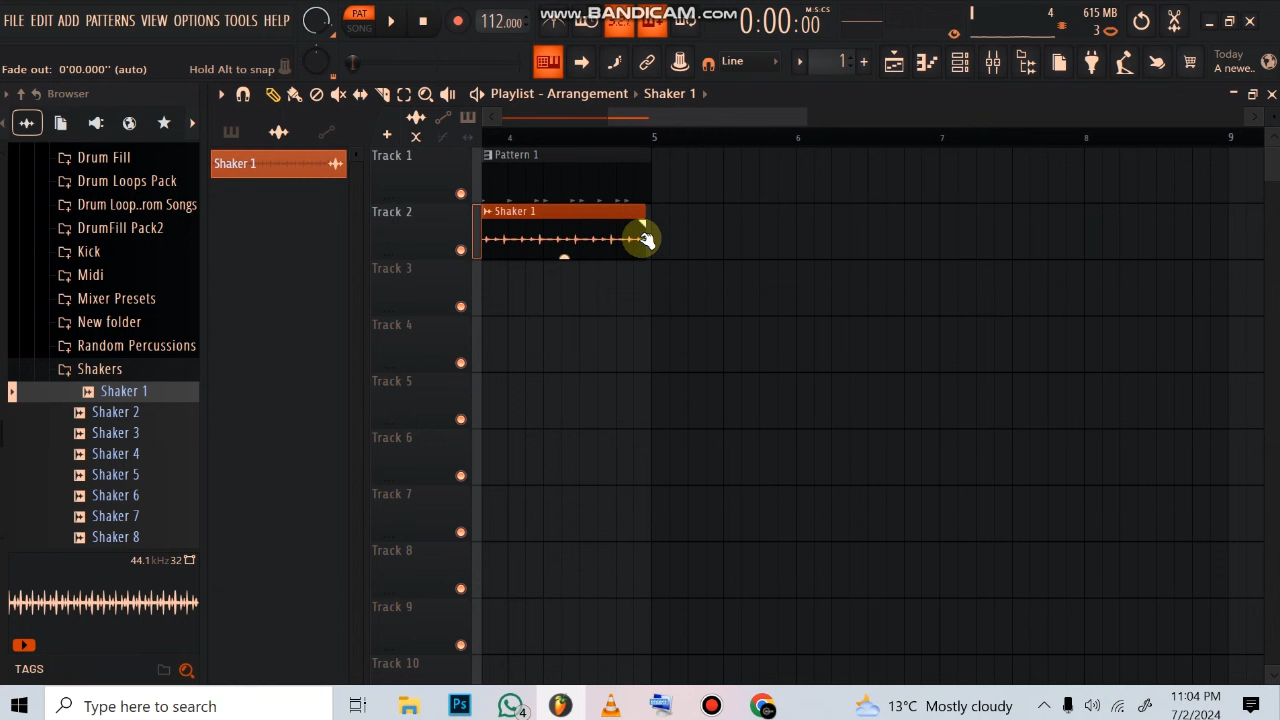 FILE EDIT ADD PATTERNS VIEW OPTIONS TOOLS HELP
PAT
SONG
112.000
www.BANDICAM.com
0:00:00
M:S:CS
4
615 MB
3
Fade out: 0'00.000" (auto) Hold Alt to snap
Line
1
Today
A newe..
Browser
Playlist - Arrangement Shaker 1
4 5 6 7 8 9
Drum Fill
Drum Loops Pack
Drum Loop..rom Songs
DrumFill Pack2
Kick
Midi
Mixer Presets
New folder
Random Percussions
Shakers
Shaker 1
Shaker 2
Shaker 3
Shaker 4
Shaker 5
Shaker 6
Shaker 7
Shaker 8
44.1kHz 32
TAGS
Shaker 1
Track 1
Pattern 1
Track 2
Shaker 1
Track 3
Track 4
Track 5
Track 6
Track 7
Track 8
Track 9
Track 10
Type here to search
Ps
4
13°C Mostly cloudy
11:04 PM
7/2/2024